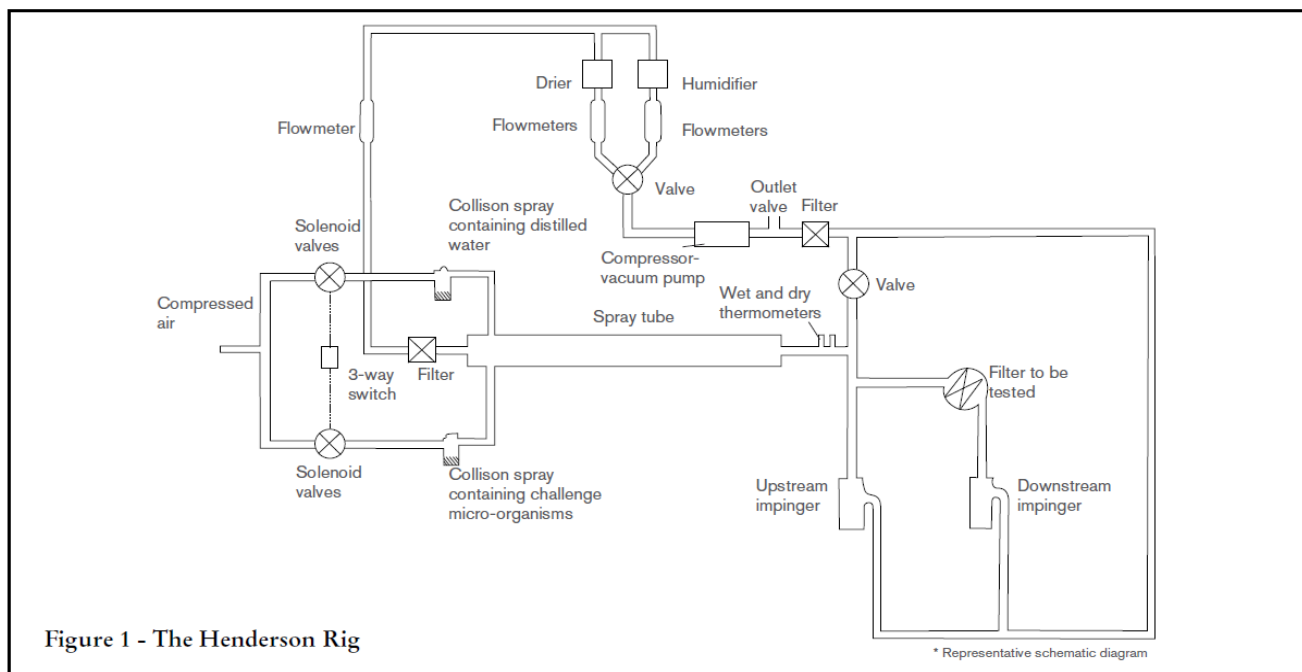 Drier
Humidifier
Flowmeter
Flowmeters
Flowmeters
Valve
Outlet
valve
Filter
Collison spray
containing distilled
water
Solenoid
valves
Compressor-
vacuum pump
Valve
Compressed
air
Wet and dry
thermometers
Spray tube
3-way
switch
Filter
Filter to be
tested
Solenoid
valves
Collison spray
containing challenge
micro-organisms
Upstream
impinger
Downstream
impinger
Figure 1 - The Henderson Rig
* Representative schematic diagram